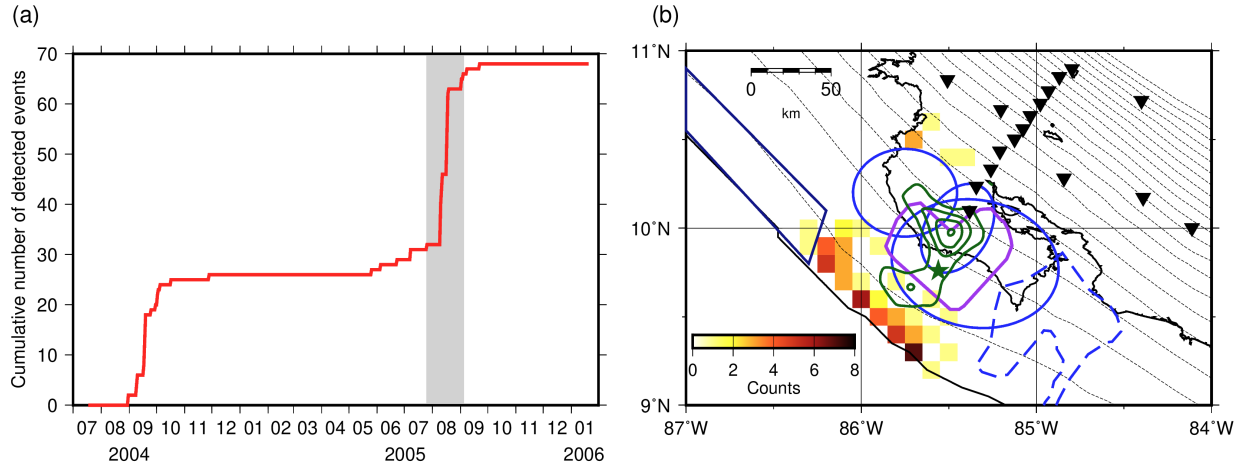 (a)
Cumulative number of detected events
70
60
50
40
30
20
10
0
07 08 09 10 11 12 01 02 03 04 05 06 07 08 09 10 11 12 01
2004 2005 2006
(b)
11°N
10°N
9°N
0 50
km
0 2 4 6 8
Counts
87°W 86°W 85°W 84°W